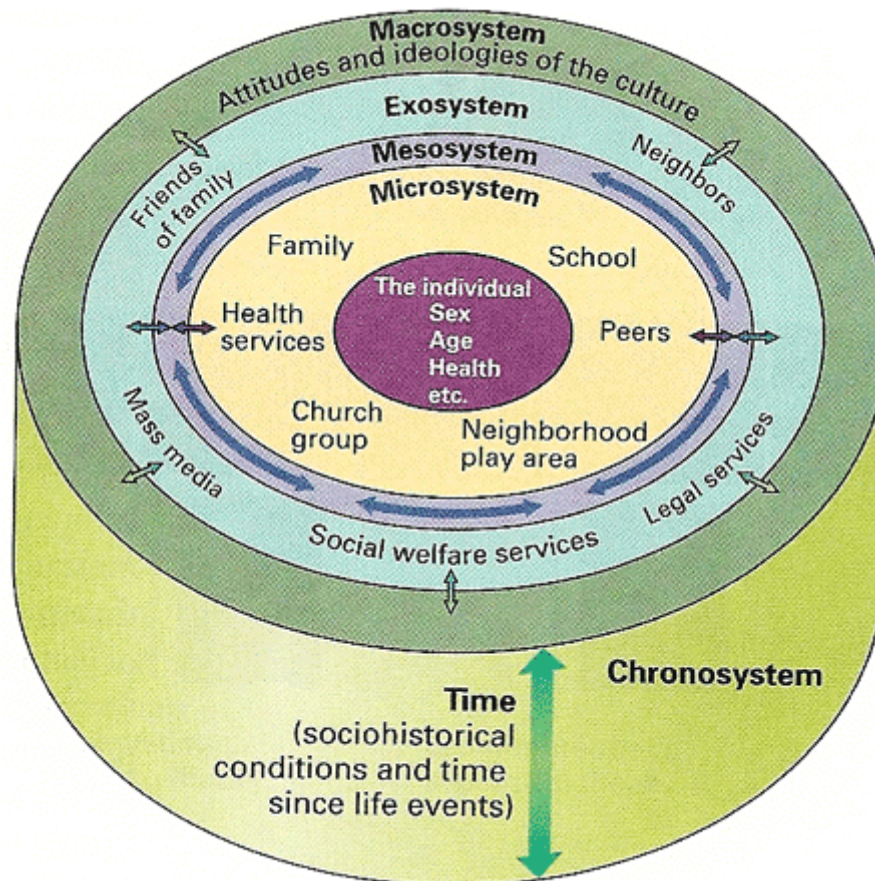 Macrosystem
Attitudes and ideologies of the culture
Exosystem
Mesosystem
Microsystem
Friends
of family
Neighbors
Family
School
The individual
Sex
Age
Health
etc.
Health
services
Peers
Church
group
Neighborhood
play area
Mass media
Legal services
Social welfare services
Chronosystem
Time
(sociohistorical
conditions and time
since life events)